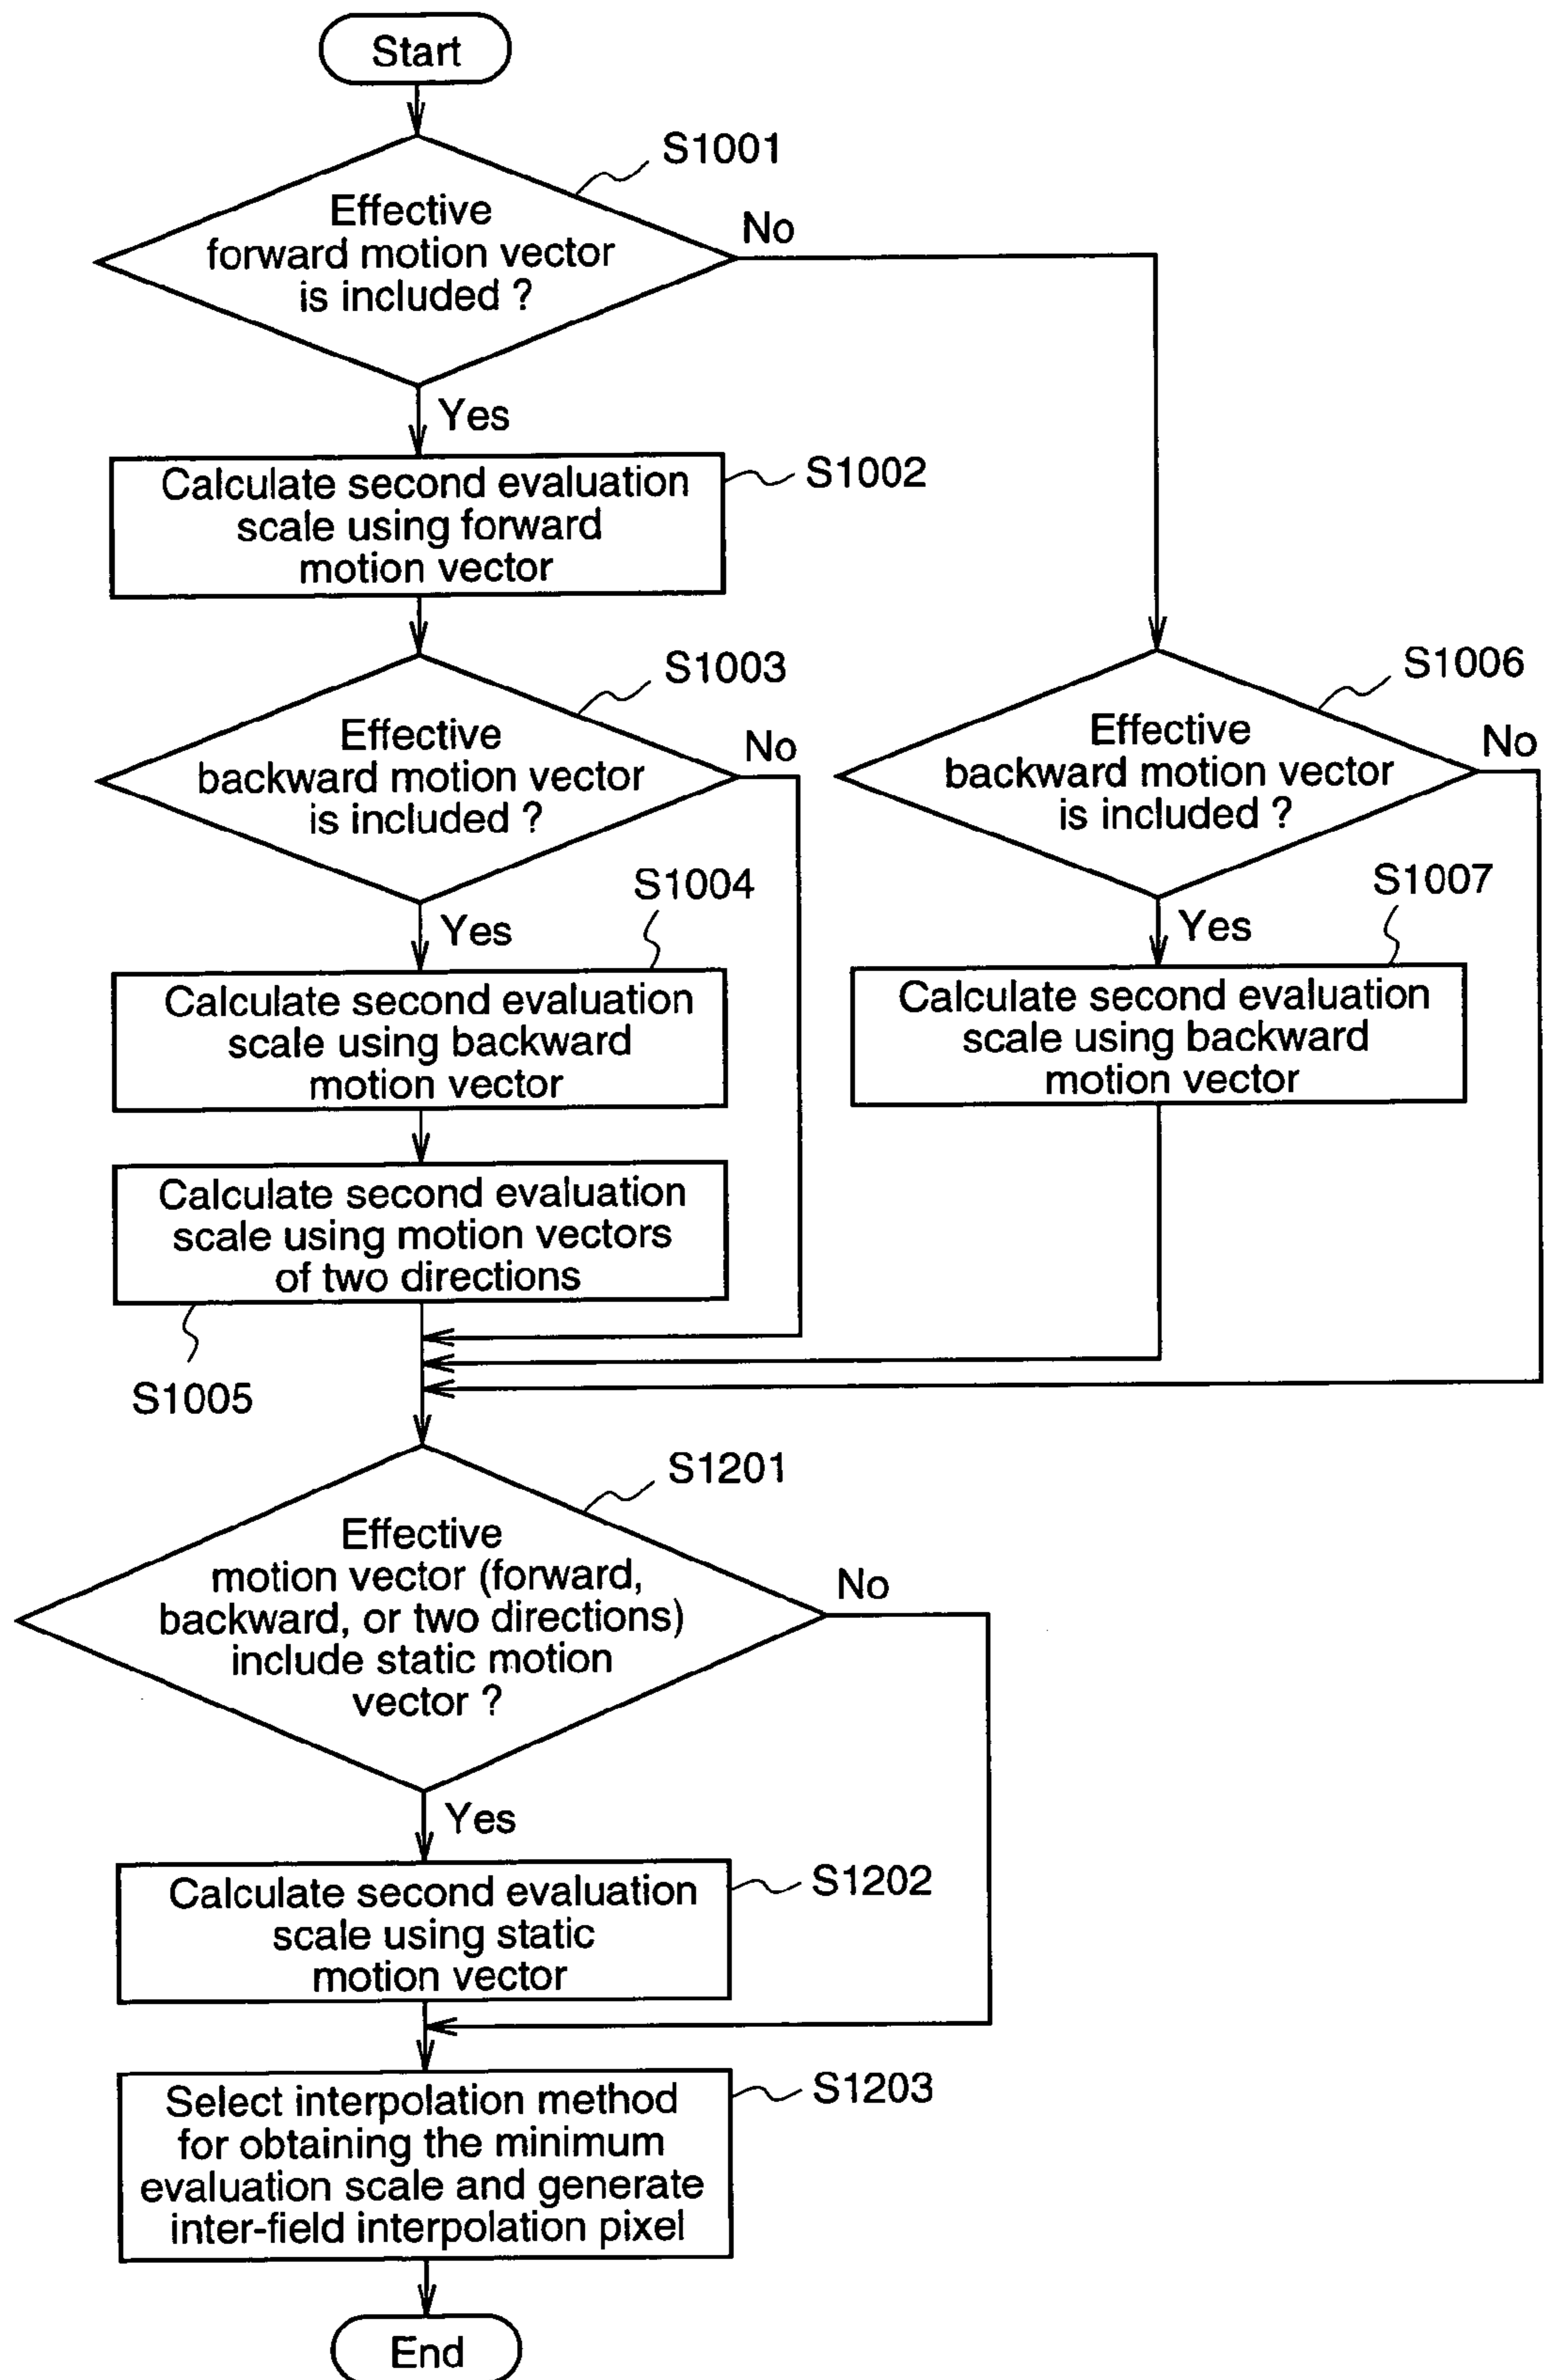 Start
S1001
Effective
forward motion vector
is included ?
No
Yes
Calculate second evaluation
scale using forward
motion vector
S1002
S1003
Effective
backward motion vector
is included ?
No
Yes
S1004
Calculate second evaluation
scale using backward
motion vector
Calculate second evaluation
scale using motion vectors
of two directions
S1005
S1006
Effective
backward motion vector
is included ?
No
Yes
S1007
Calculate second evaluation
scale using backward
motion vector
S1201
Effective
motion vector (forward,
backward, or two directions)
include static motion
vector ?
No
Yes
Calculate second evaluation
scale using static
motion vector
S1202
Select interpolation method
for obtaining the minimum
evaluation scale and generate
inter-field interpolation pixel
S1203
End